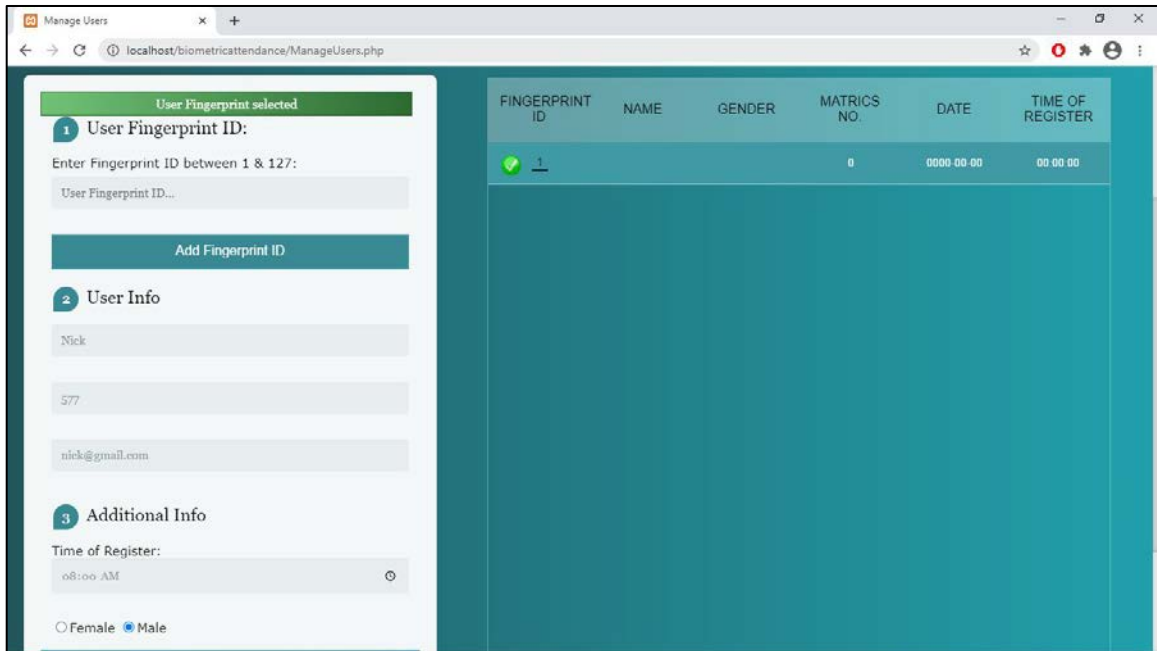 Manage Users
localhost/biometricattendance/ManageUsers.php
User Fingerprint selected
1 User Fingerprint ID:
Enter Fingerprint ID between 1 & 127:
User Fingerprint ID...
Add Fingerprint ID
2 User Info
Nick
577
nick@gmail.com
3 Additional Info
Time of Register:
08:00 AM
Female Male
FINGERPRINT ID NAME GENDER MATRICS NO. DATE TIME OF REGISTER
1 0 0000-00-00 00:00:00